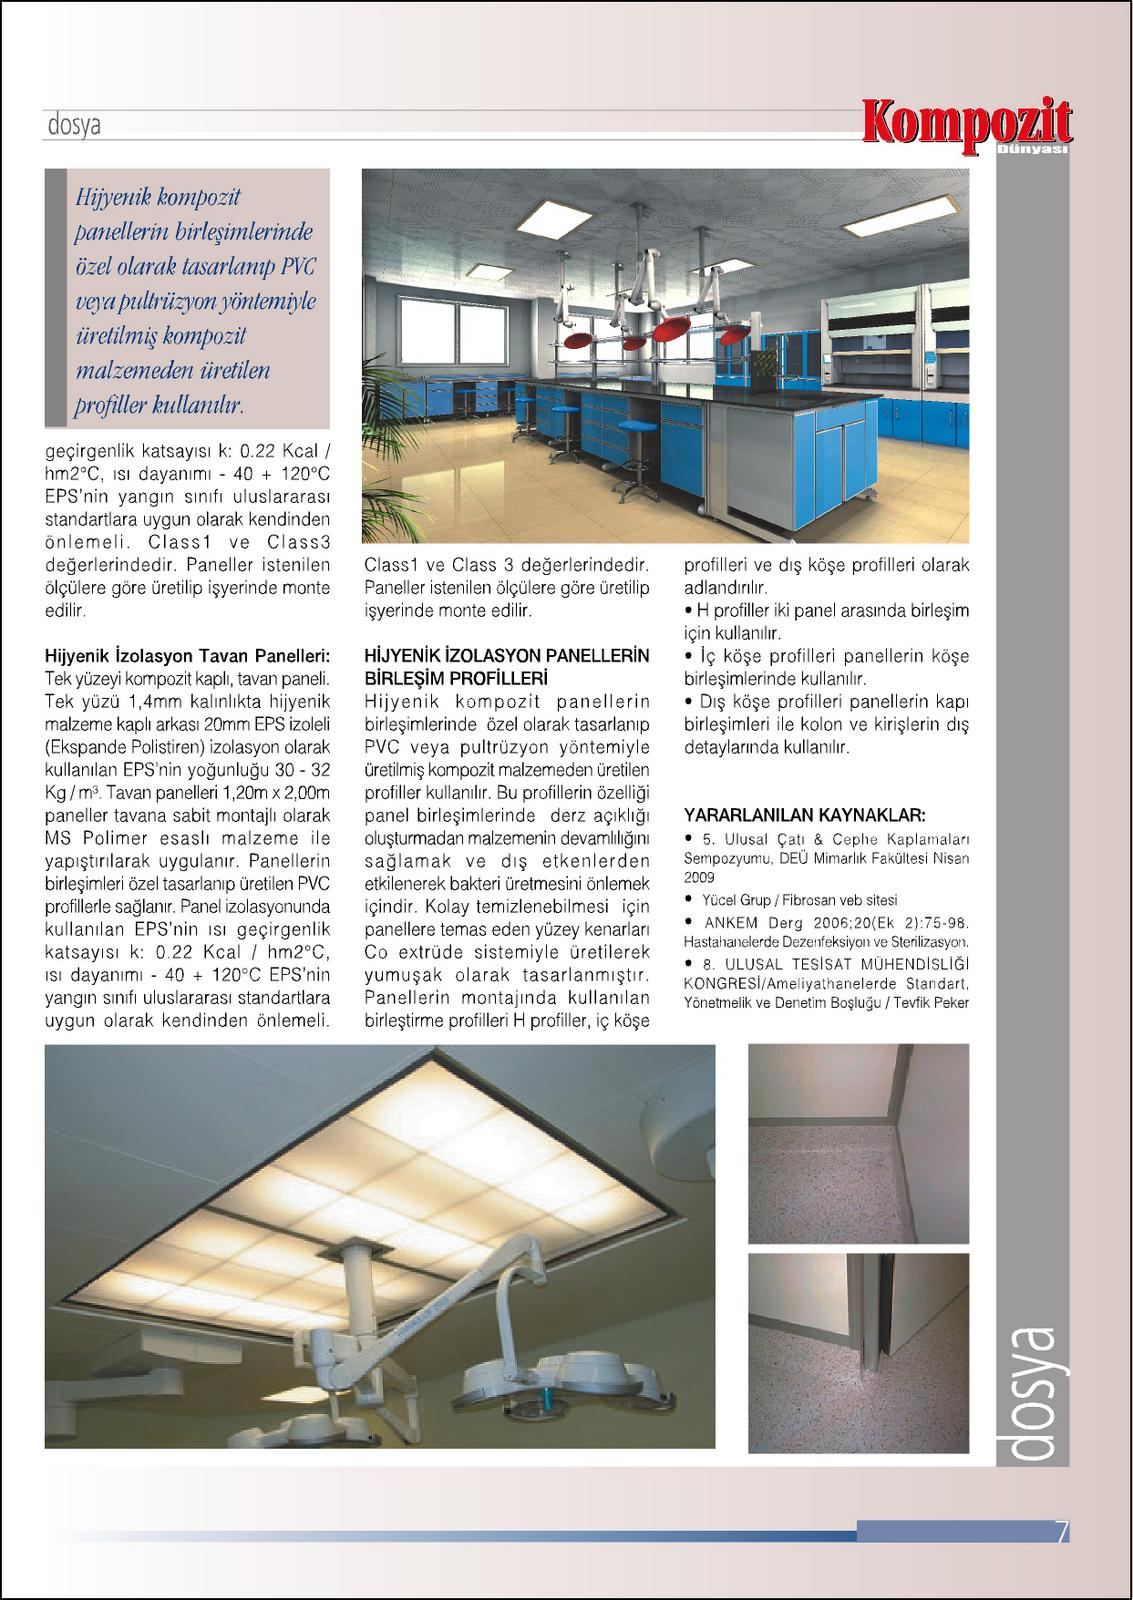 dosya
Kompozit
Dünyası
Hijyenik kompozit
panellerin birleşimlerinde
özel olarak tasarlanıp PVC
veya pultrüzyon yöntemiyle
üretilmiş kompozit
malzemeden üretilen
profiller kullanılır.
geçirgenlik katsayısı k: 0.22 Kcal /
hm2°C, ısı dayanımı - 40 + 120°C
EPS'nin yangın sınıfı uluslararası
standartlara uygun olarak kendinden
önlemeli. Class1 ve Class3
değerlerindedir. Paneller istenilen
ölçülere göre üretilip işyerinde monte
edilir.
Hijyenik İzolasyon Tavan Panelleri:
Tek yüzeyi kompozit kaplı, tavan paneli.
Tek yüzü 1,4mm kalınlıkta hijyenik
malzeme kaplı arkası 20mm EPS izoleli
(Ekspande Polistiren) izolasyon olarak
kullanılan EPS'nin yoğunluğu 30 - 32
Kg / m³. Tavan panelleri 1,20m x 2,00m
paneller tavana sabit montajlı olarak
MS Polimer esaslı malzeme ile
yapıştırılarak uygulanır. Panellerin
birleşimleri özel tasarlanıp üretilen PVC
profillerle sağlanır. Panel izolasyonunda
kullanılan EPS'nin ısı geçirgenlik
katsayısı k: 0.22 Kcal / hm2°C,
ısı dayanımı - 40 + 120°C EPS'nin
yangın sınıfı uluslararası standartlara
uygun olarak kendinden önlemeli.
Class1 ve Class 3 değerlerindedir.
Paneller istenilen ölçülere göre üretilip
işyerinde monte edilir.
HİJYENİK İZOLASYON PANELLERİN
BİRLEŞİM PROFİLLERİ
Hijyenik kompozit panellerin
birleşimlerinde özel olarak tasarlanıp
PVC veya pultrüzyon yöntemiyle
üretilmiş kompozit malzemeden üretilen
profiller kullanılır. Bu profillerin özelliği
panel birleşimlerinde derz açıklığı
oluşturmadan malzemenin devamlılığını
sağlamak ve dış etkenlerden
etkilenerek bakteri üretmesini önlemek
içindir. Kolay temizlenebilmesi için
panellere temas eden yüzey kenarları
Co extrüde sistemiyle üretilerek
yumuşak olarak tasarlanmıştır.
Panellerin montajında kullanılan
birleştirme profilleri H profiller, iç köşe
profilleri ve dış köşe profilleri olarak
adlandırılır.
• H profiller iki panel arasında birleşim
için kullanılır.
• İç köşe profilleri panellerin köşe
birleşimlerinde kullanılır.
• Dış köşe profilleri panellerin kapı
birleşimleri ile kolon ve kirişlerin dış
detaylarında kullanılır.
YARARLANILAN KAYNAKLAR:
• 5. Ulusal Çatı & Cephe Kaplamaları
Sempozyumu, DEÜ Mimarlık Fakültesi Nisan
2009
• Yücel Grup / Fibrosan veb sitesi
• ANKEM Derg 2006;20(Ek 2):75-98.
Hastahanelerde Dezenfeksiyon ve Sterilizasyon.
• 8. ULUSAL TESİSAT MÜHENDİSLİĞİ
KONGRESİ/Ameliyathanelerde Standart,
Yönetmelik ve Denetim Boşluğu / Tevfik Peker
dosya
7